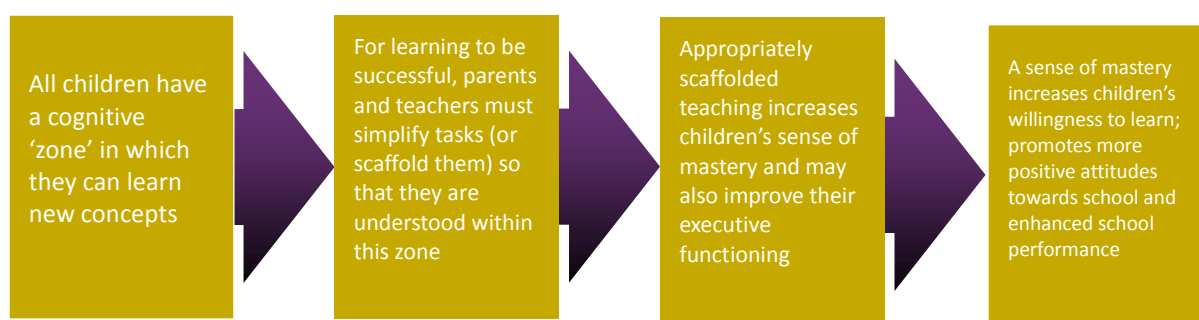 All children have
a cognitive
‘zone’ in which
they can learn
new concepts
For learning to be
successful, parents
and teachers must
simplify tasks (or
scaffold them) so
that they are
understood within
this zone
Appropriately
scaffolded
teaching increases
children’s sense of
mastery and may
also improve their
executive
functioning
A sense of mastery
increases children’s
willingness to learn;
promotes more
positive attitudes
towards school and
enhanced school
performance